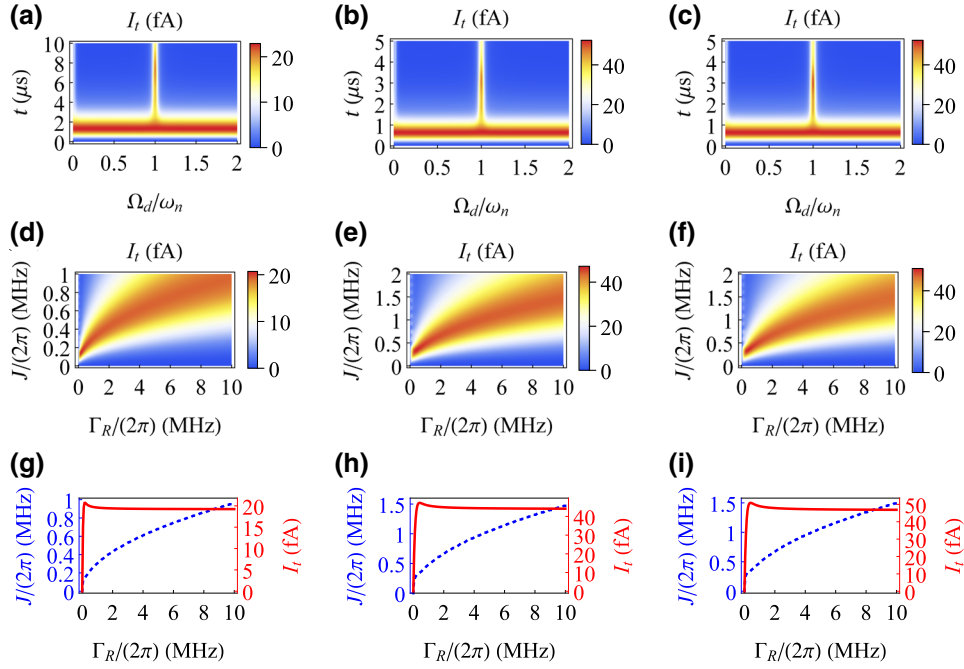 (a) I_t (fA) (b) I_t (fA) (c) I_t (fA)
t (μs) 10 8 6 4 2 0 20 10 0
t (μs) 5 4 3 2 1 0 40 20 0
t (μs) 5 4 3 2 1 0 40 20 0
0 0.5 1 1.5 2 0 0.5 1 1.5 2 0 0.5 1 1.5 2
Ω_d/ω_n Ω_d/ω_n Ω_d/ω_n
(d) I_t (fA) (e) I_t (fA) (f) I_t (fA)
J/(2π) (MHz) 1 0.8 0.6 0.4 0.2 20 10 0
J/(2π) (MHz) 2 1.5 1 0.5 0 40 20 0
J/(2π) (MHz) 2 1.5 1 0.5 0 40 20 0
0 2 4 6 8 10 0 2 4 6 8 10 0 2 4 6 8 10
Γ_R/(2π) (MHz) Γ_R/(2π) (MHz) Γ_R/(2π) (MHz)
(g) (h) (i)
J/(2π) (MHz) 1 0.8 0.6 0.4 0.2 0 20 15 10 5 0 I_t (fA)
J/(2π) (MHz) 1.5 1 0.5 0 40 30 20 10 0 I_t (fA)
J/(2π) (MHz) 1.5 1 0.5 0 50 40 30 20 10 0 I_t (fA)
0 2 4 6 8 10 0 2 4 6 8 10 0 2 4 6 8 10
Γ_R/(2π) (MHz) Γ_R/(2π) (MHz) Γ_R/(2π) (MHz)